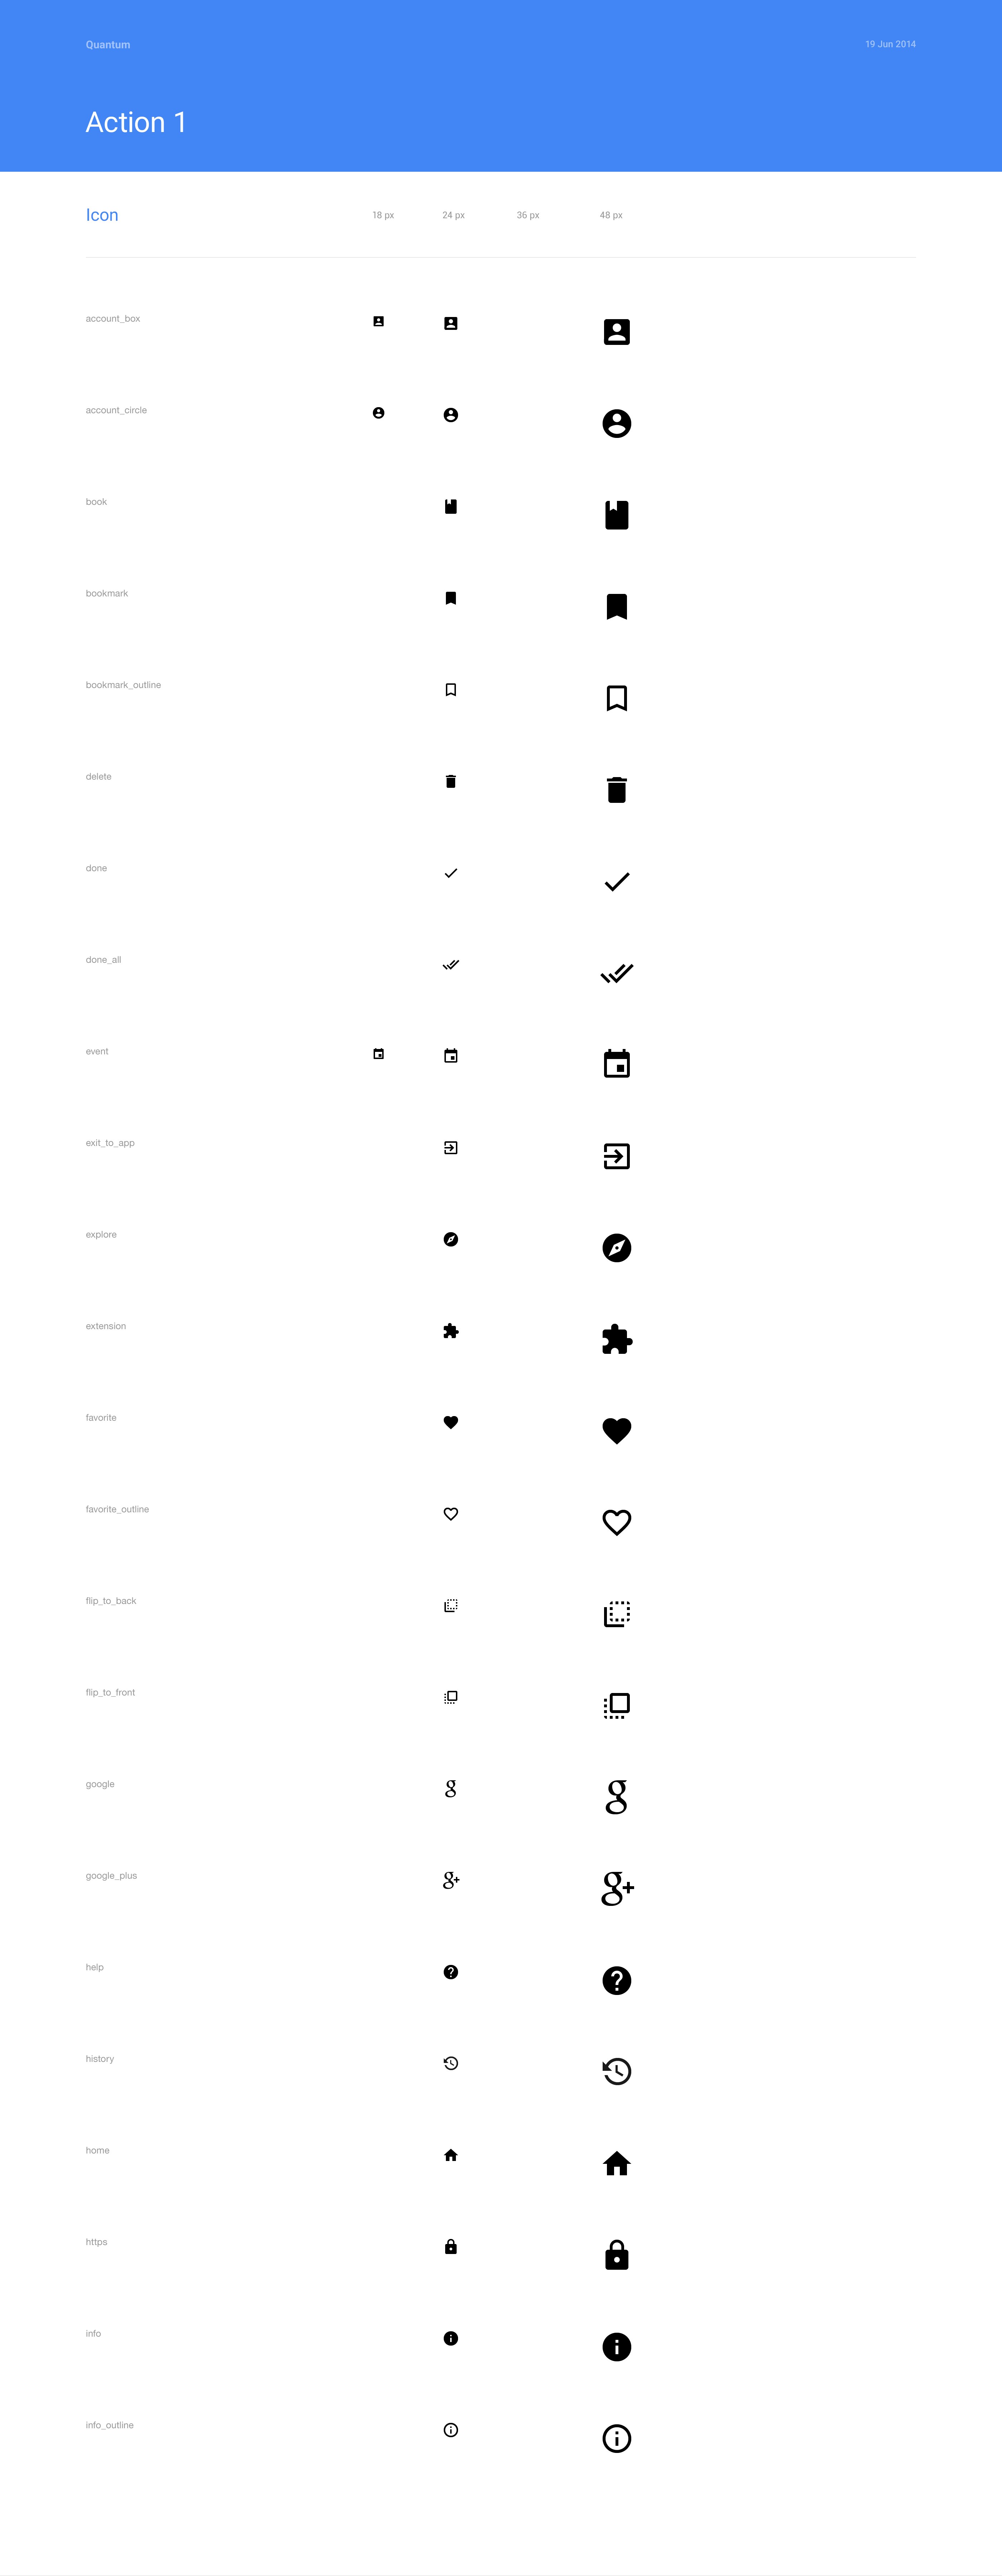 Quantum 19 Jun 2014
Action 1
Icon 18 px 24 px 36 px 48 px
account_box
account_circle
book
bookmark
bookmark_outline
delete
done
done_all
event
exit_to_app
explore
extension
favorite
favorite_outline
flip_to_back
flip_to_front
google
google_plus
help
history
home
https
info
info_outline